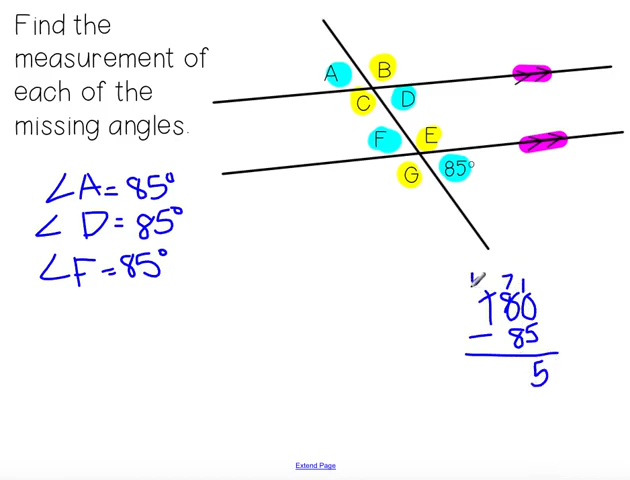 Find the
measurement of
each of the
missing angles.
A
B
C
D
F
E
G
85°
∠A=85°
∠ D=85°
∠F=85°
7 1
180
- 85
5
Extend Page